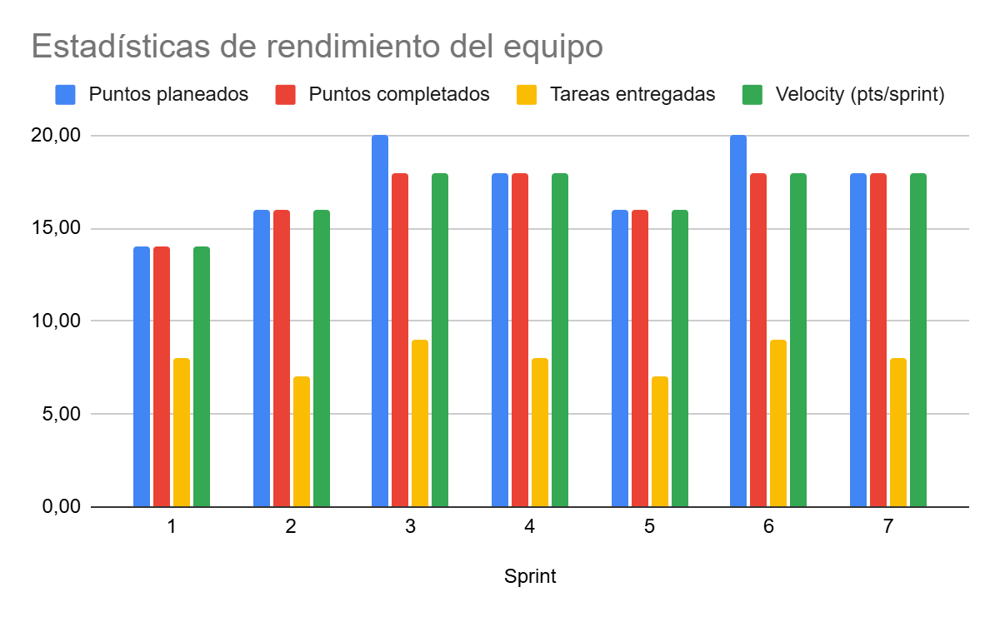 Estadísticas de rendimiento del equipo
Puntos planeados Puntos completados Tareas entregadas Velocity (pts/sprint)
20,00
15,00
10,00
5,00
0,00
1 2 3 4 5 6 7
Sprint